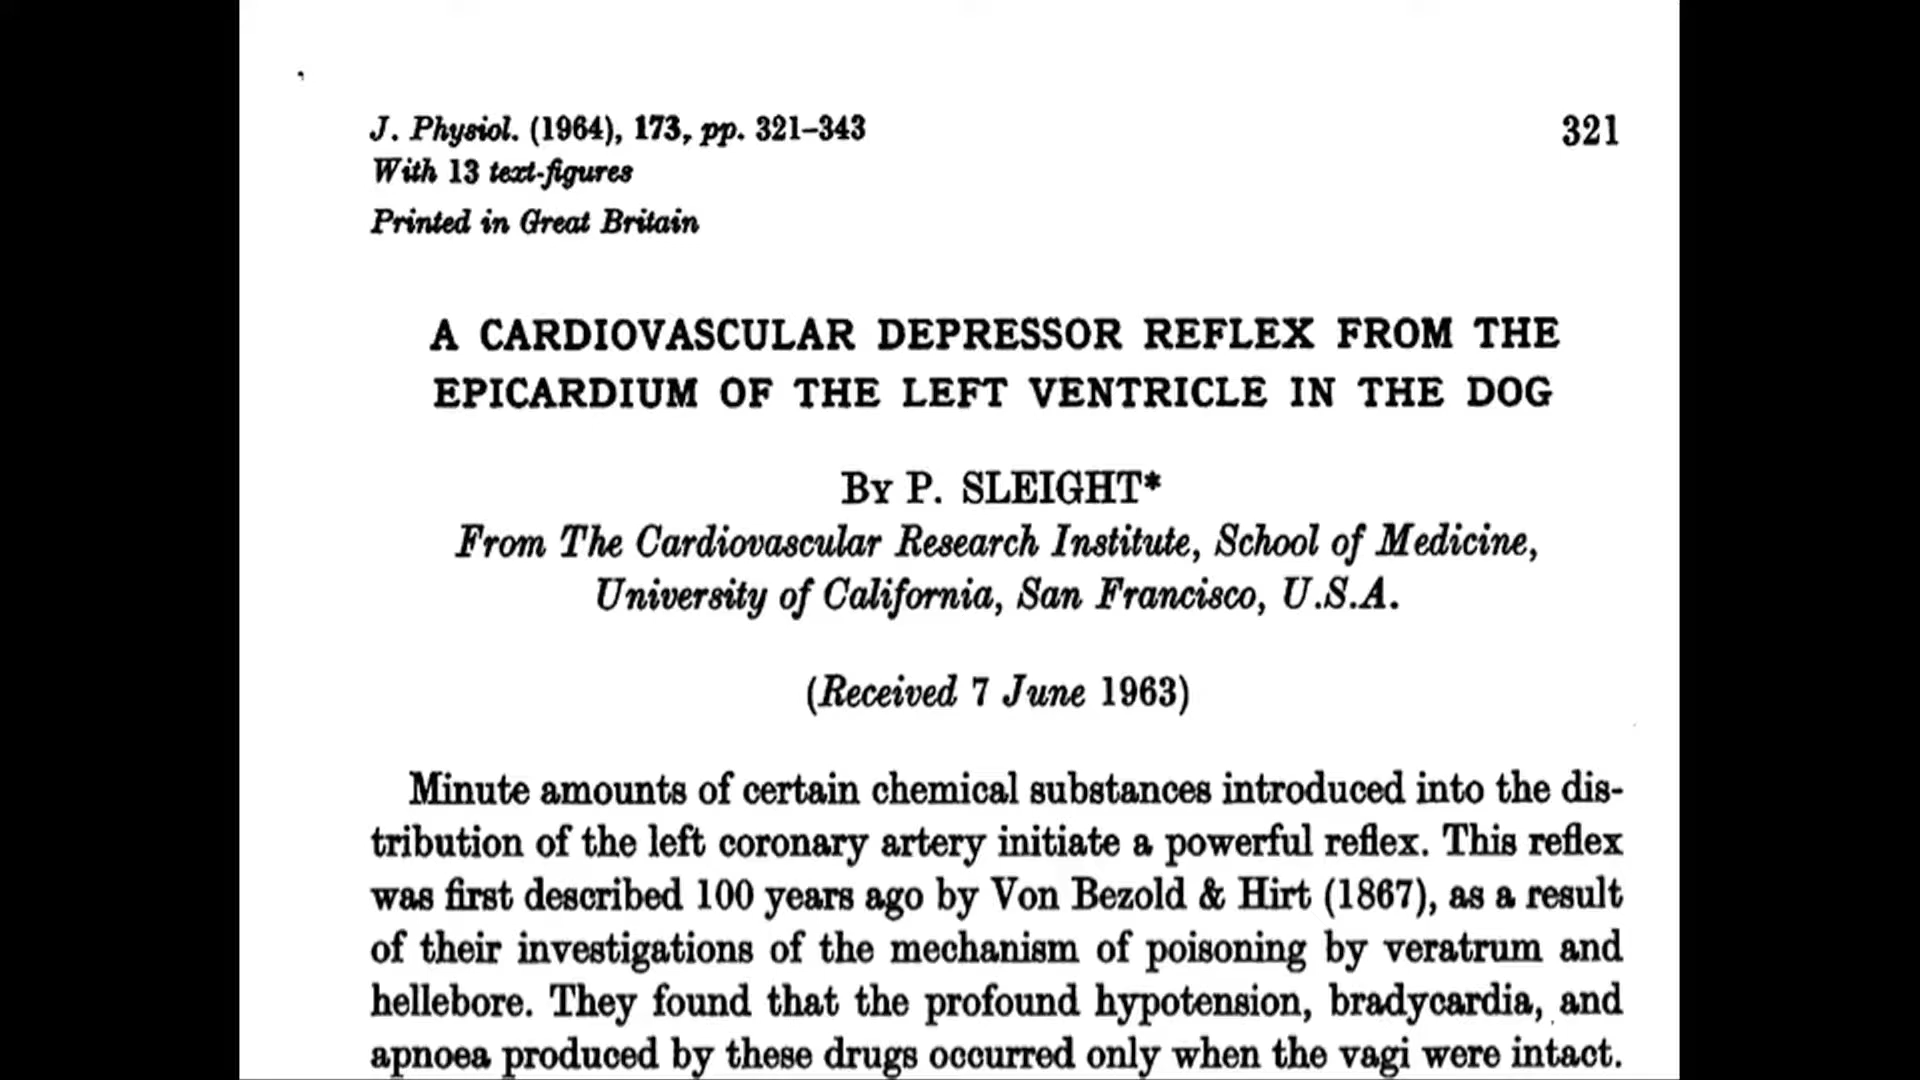 J. Physiol. (1964), 173, pp. 321–343
321
With 13 text-figures
Printed in Great Britain
A CARDIOVASCULAR DEPRESSOR REFLEX FROM THE
EPICARDIUM OF THE LEFT VENTRICLE IN THE DOG
By P. SLEIGHT*
From The Cardiovascular Research Institute, School of Medicine,
University of California, San Francisco, U.S.A.
(Received 7 June 1963)
Minute amounts of certain chemical substances introduced into the dis-
tribution of the left coronary artery initiate a powerful reflex. This reflex
was first described 100 years ago by Von Bezold & Hirt (1867), as a result
of their investigations of the mechanism of poisoning by veratrum and
hellebore. They found that the profound hypotension, bradycardia, and
apnoea produced by these drugs occurred only when the vagi were intact.